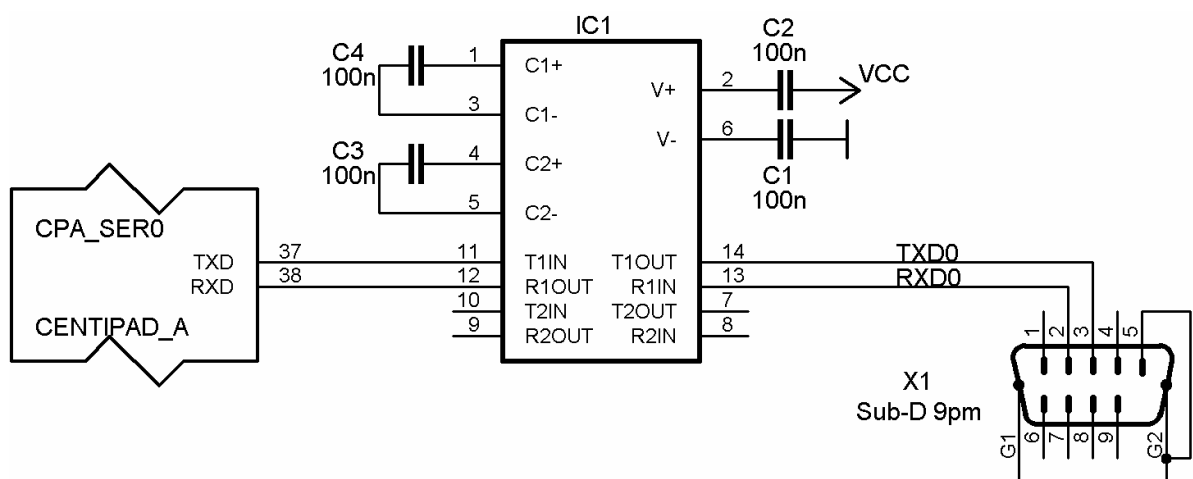 IC1
C4
100n
1
C1+
3
C1-
C3
100n
4
C2+
5
C2-
C2
100n
VCC
V+
2
V-
6
C1
100n
CPA_SER0
TXD
37
11
T1IN
T1OUT
14
TXD0
RXD
38
12
R1OUT
R1IN
13
RXD0
10
T2IN
T2OUT
7
9
R2OUT
R2IN
8
CENTIPAD_A
X1
Sub-D 9pm
1
2
3
4
5
G1
6
7
8
9
G2